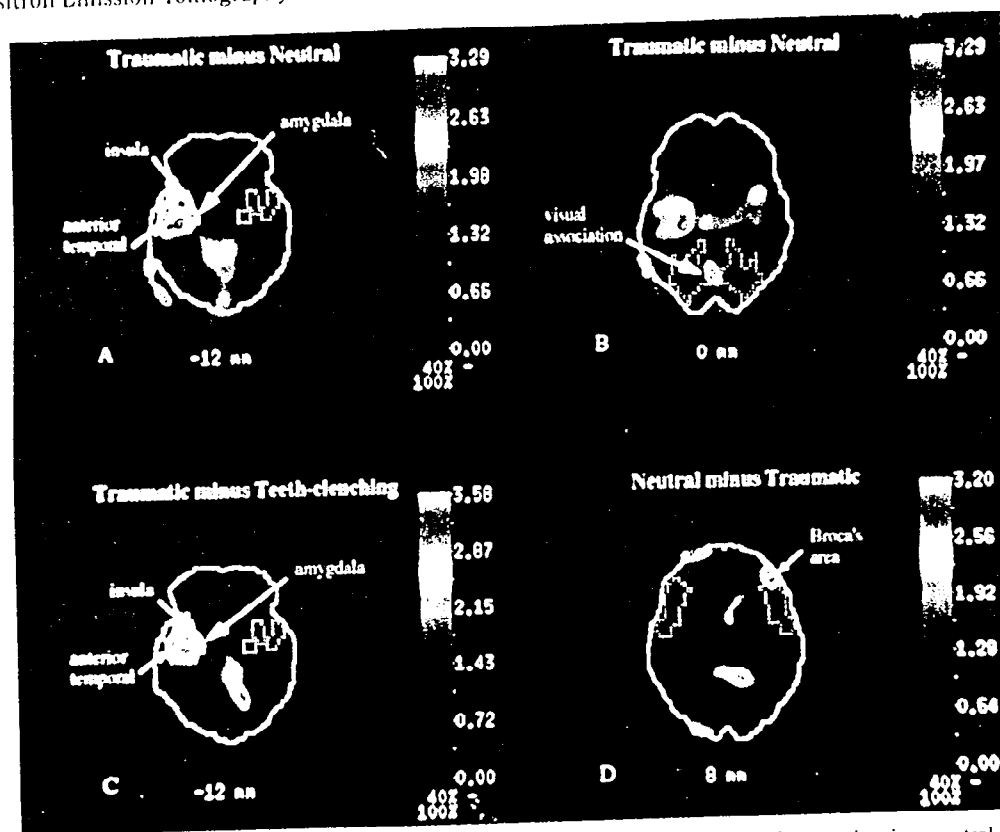 Emission Tomography
Traumatic minus Neutral
3.29
2.63
1.98
1.32
0.66
0.00
40% -
100%
amygdala
insula
anterior
temporal
A
-12 mm
Traumatic minus Neutral
3.29
2.63
1.97
1.32
0.66
0.00
40% -
100%
visual
association
B
0 mm
Traumatic minus Teeth-clenching
3.58
2.87
2.15
1.43
0.72
0.00
40% -
100%
amygdala
insula
anterior
temporal
C
-12 mm
Neutral minus Traumatic
3.20
2.56
1.92
1.28
0.64
0.00
40% -
100%
Broca's
area
D
8 mm